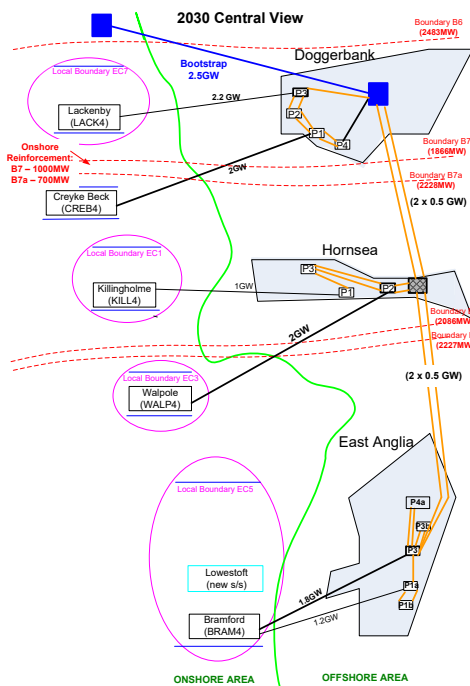 2030 Central View
Boundary B6
(2483MW)
Doggerbank
Bootstrap
2.5GW
Local Boundary EC7
2.2 GW
P3
Lackenby
(LACK4)
P2
P1
P4
Onshore
Reinforcement:
B7 – 1000MW
B7a – 700MW
Boundary B7
(1866MW)
2GW
Boundary B7a
(2228MW)
Creyke Beck
(CREB4)
(2 x 0.5 GW)
Hornsea
Local Boundary EC1
P3
Killingholme
(KILL4)
1GW
P1
P2
Boundary
(2086MW)
2GW
Boundary
(2227MW)
Local Boundary EC3
(2 x 0.5 GW)
Walpole
(WALP4)
East Anglia
Local Boundary EC5
P4a
P3b
P3
Lowestoft
(new s/s)
P1a
1.8GW
P1b
1.2GW
Bramford
(BRAM4)
ONSHORE AREA
OFFSHORE AREA